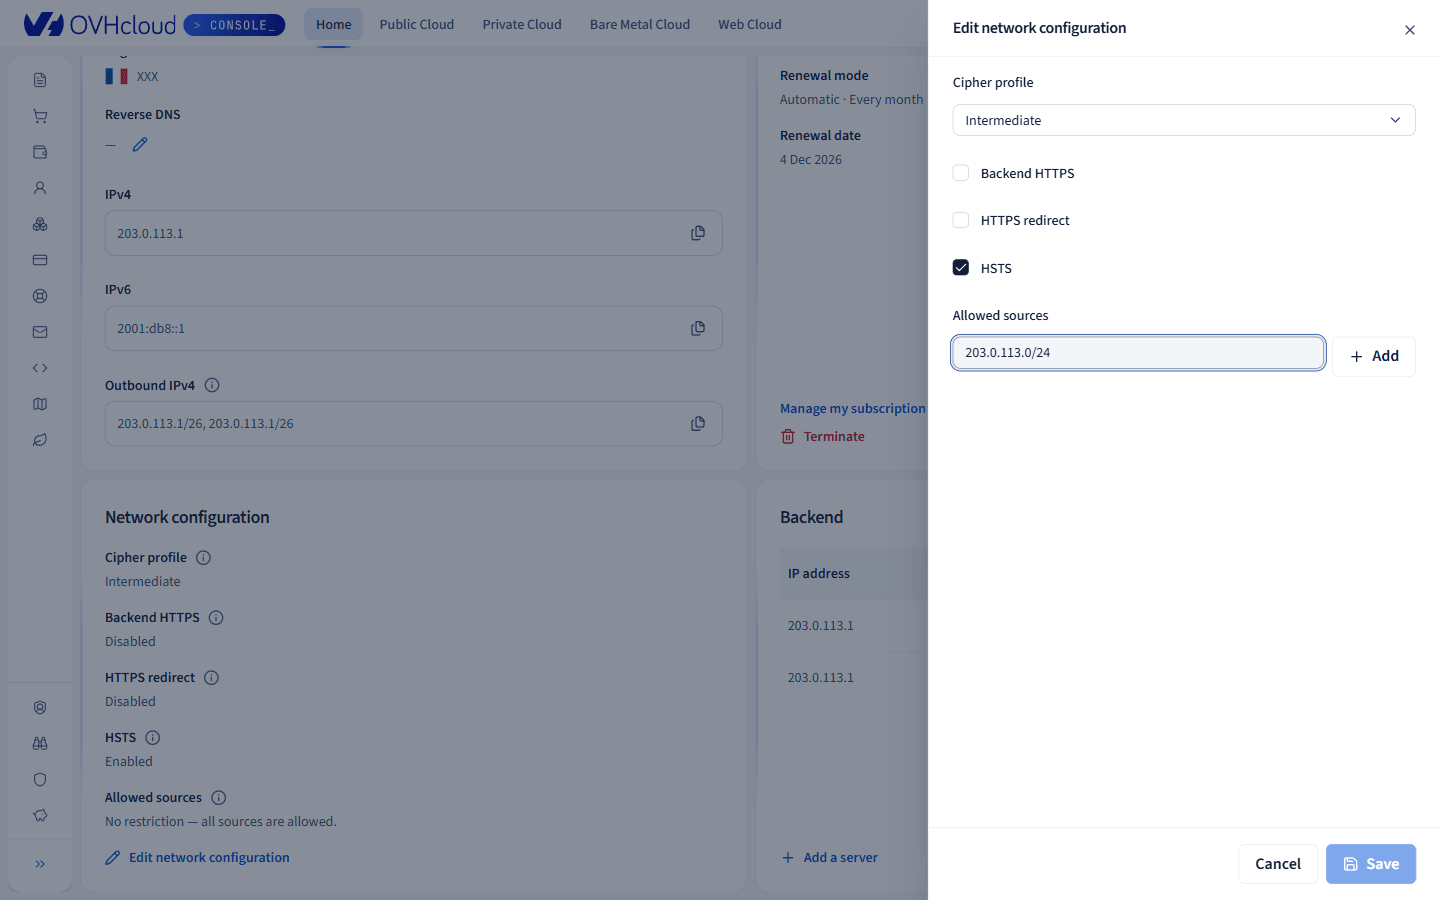 OVHcloud
> CONSOLE_
Home
Public Cloud
Private Cloud
Bare Metal Cloud
Web Cloud
XXX
Reverse DNS
—
IPv4
203.0.113.1
IPv6
2001:db8::1
Outbound IPv4
203.0.113.1/26, 203.0.113.1/26
Renewal mode
Automatic · Every month
Renewal date
4 Dec 2026
Manage my subscription
Terminate
Network configuration
Cipher profile
Intermediate
Backend HTTPS
Disabled
HTTPS redirect
Disabled
HSTS
Enabled
Allowed sources
No restriction — all sources are allowed.
Edit network configuration
Backend
IP address
203.0.113.1
203.0.113.1
Add a server
Edit network configuration
Cipher profile
Intermediate
Backend HTTPS
HTTPS redirect
HSTS
Allowed sources
203.0.113.0/24
Add
Cancel
Save